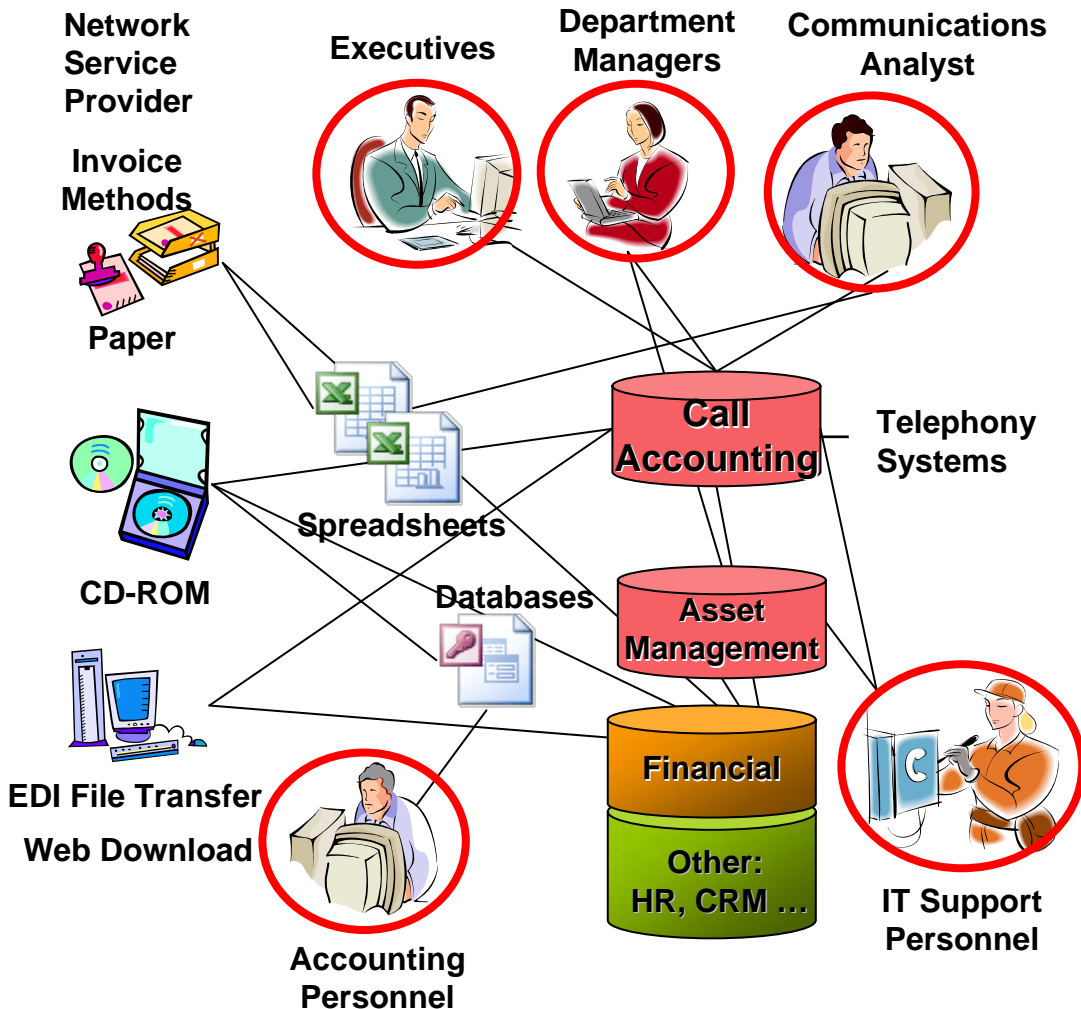 Network
Service
Provider
Executives
Department
Managers
Communications
Analyst
Invoice
Methods
Paper
Call
Accounting
Telephony
Systems
Spreadsheets
CD-ROM
Databases
Asset
Management
Financial
EDI File Transfer
Web Download
Other:
HR, CRM ...
IT Support
Personnel
Accounting
Personnel